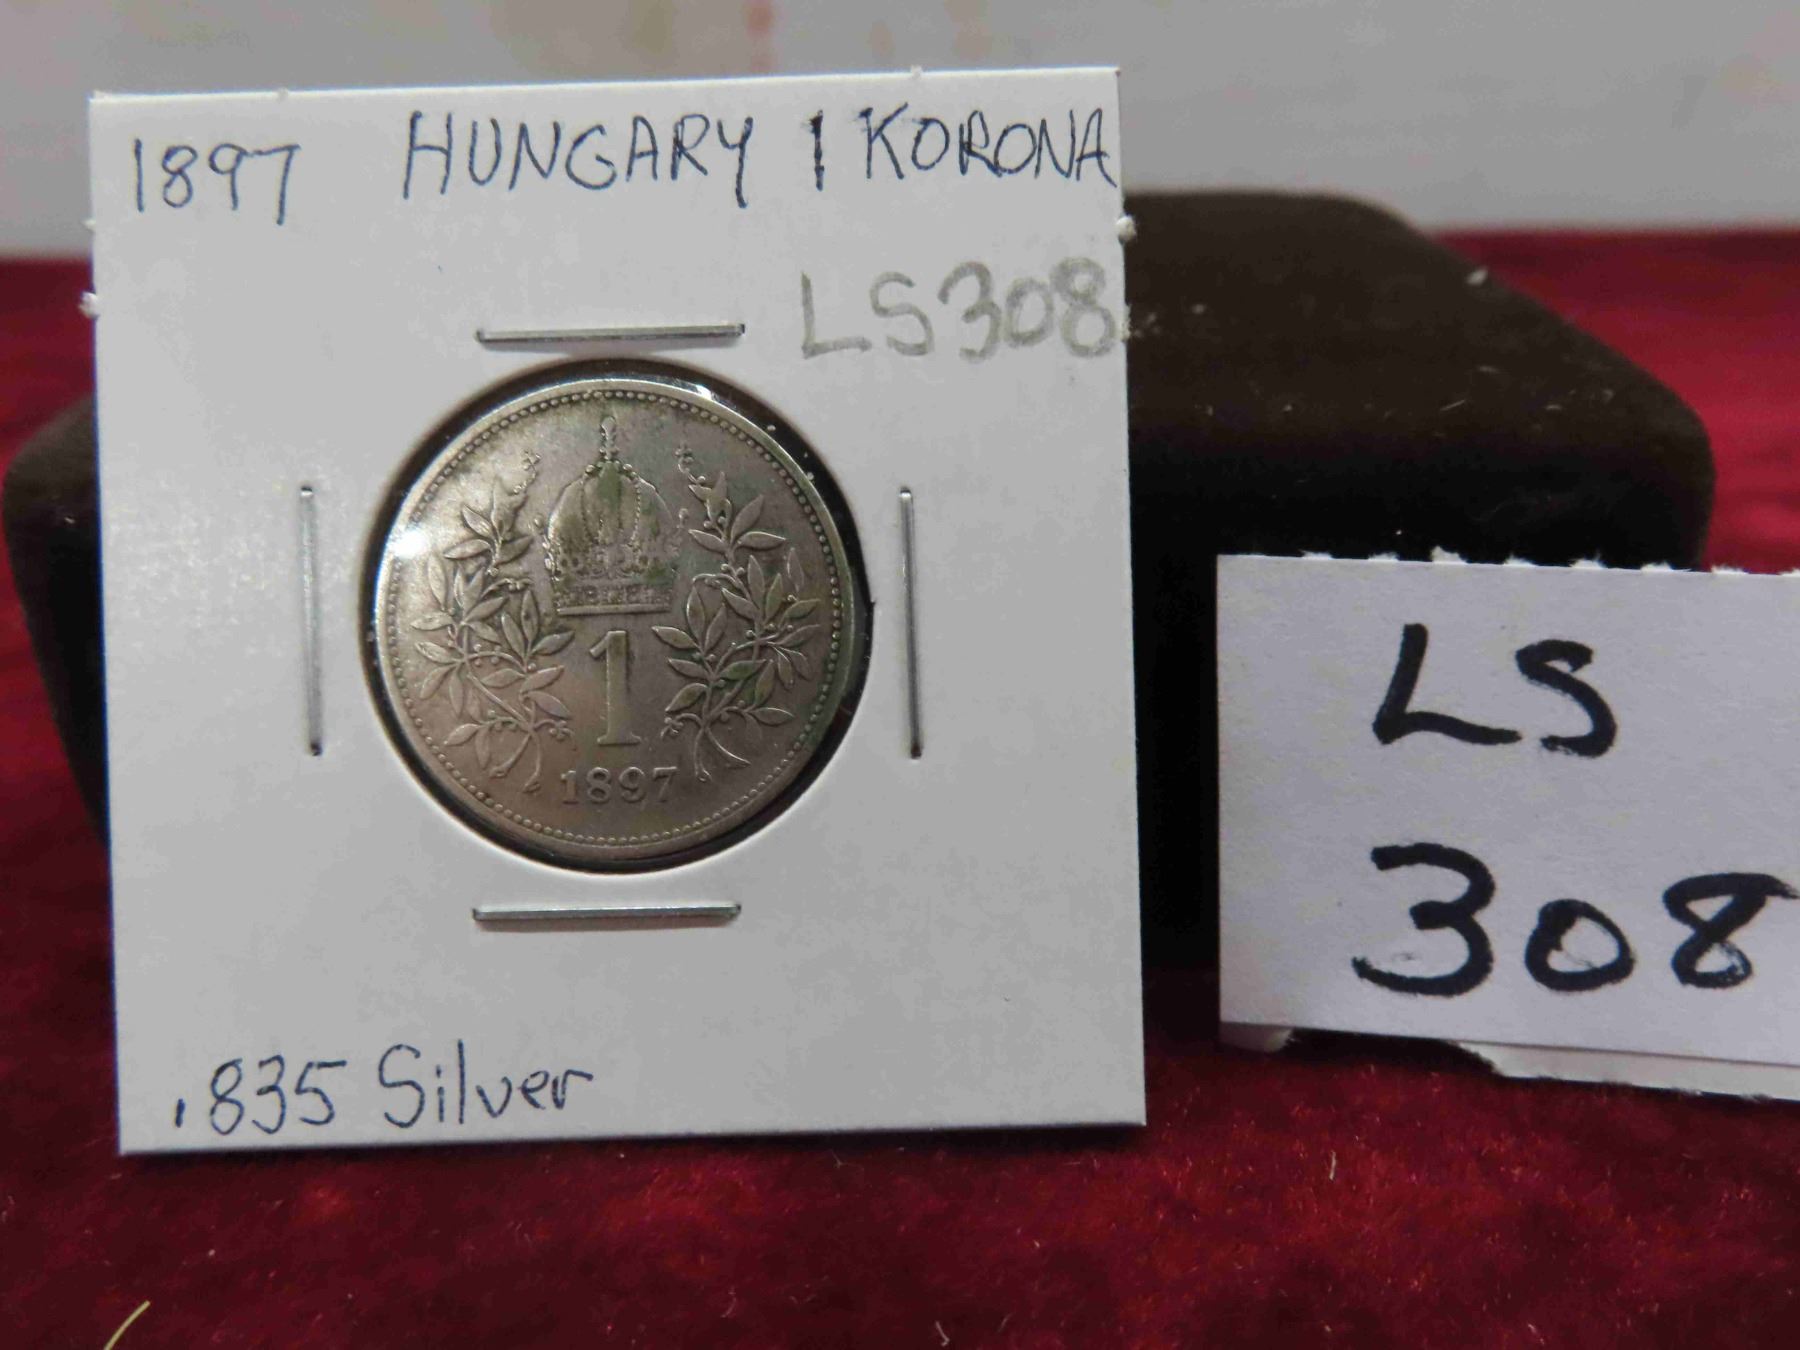 1897 HUNGARY 1 KORONA
LS308
1
1897
.835 Silver
LS
308